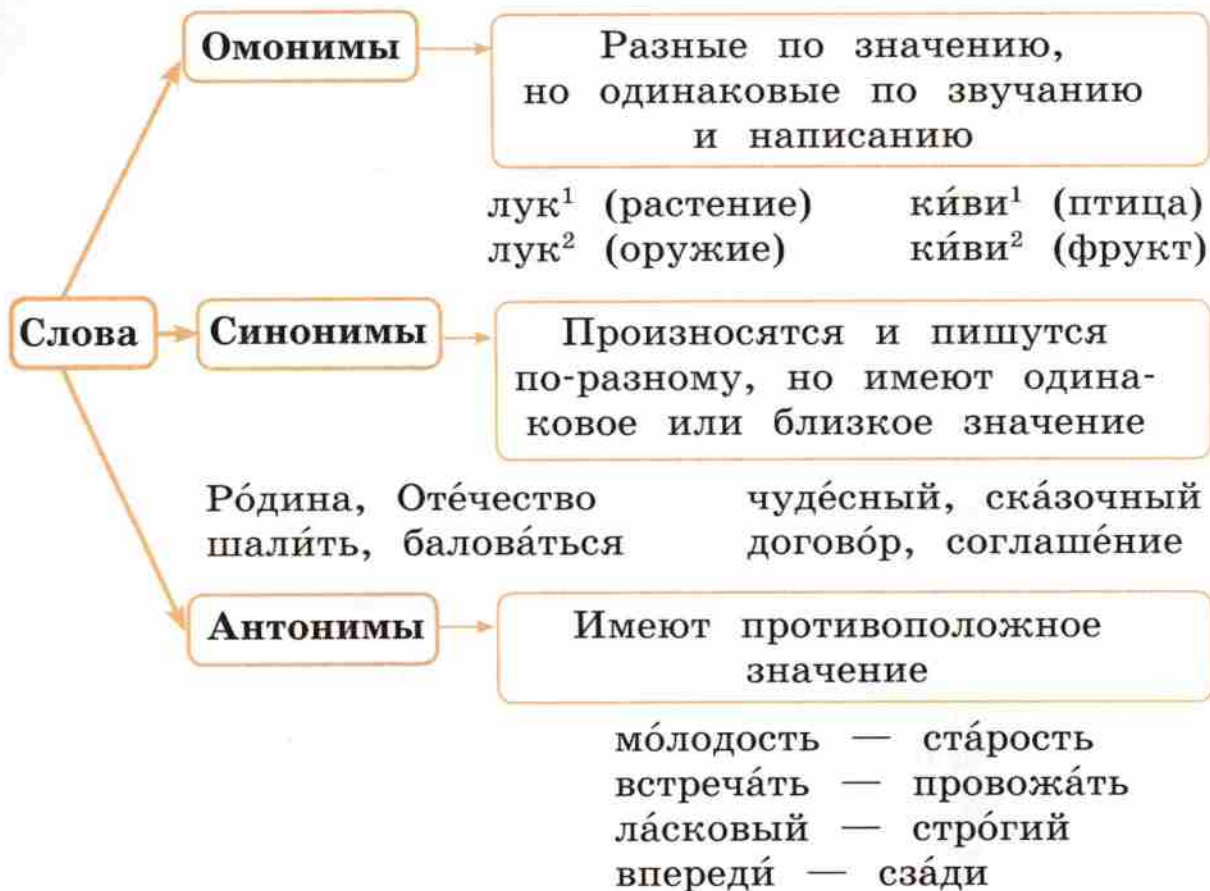 Омонимы
Разные по значению,
но одинаковые по звучанию
и написанию
лук¹ (растение) ки́ви¹ (птица)
лук² (оружие) ки́ви² (фрукт)
Слова
Синонимы
Произносятся и пишутся
по-разному, но имеют одина-
ковое или близкое значение
Ро́дина, Оте́чество чуде́сный, ска́зочный
шали́ть, балова́ться догово́р, соглаше́ние
Антонимы
Имеют противоположное
значение
мо́лодость — ста́рость
встреча́ть — провожа́ть
ла́сковый — стро́гий
впереди́ — сза́ди